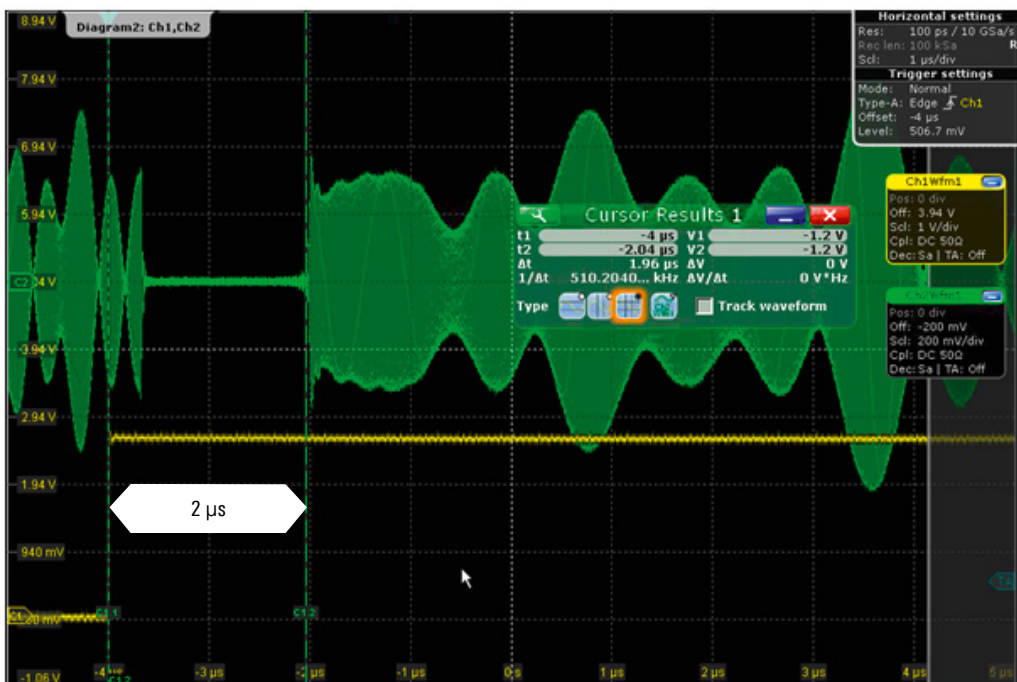 8.94 V
Diagram2: Ch1,Ch2
7.94 V
6.94 V
5.94 V
C2
3.94 V
2.94 V
1.94 V
940 mV
C1
-1.06 V
C1.1
C1.2
C1.2
2 µs
-4 µs
-3 µs
-2 µs
-1 µs
0 s
1 µs
2 µs
3 µs
4 µs
5 µs
TA
Horizontal settings
Res: 100 ps / 10 GSa/s
Rec len: 100 kSa R
Scl: 1 µs/div
Trigger settings
Mode: Normal
Type-A: Edge Ch1
Offset: -4 µs
Level: 506.7 mV
Ch1Wfm1
Pos: 0 div
Off: 3.94 V
Scl: 1 V/div
Cpl: DC 50Ω
Dec: Sa | TA: Off
Ch2Wfm1
Pos: 0 div
Off: -200 mV
Scl: 200 mV/div
Cpl: DC 50Ω
Dec: Sa | TA: Off
Cursor Results 1
t1 -4 µs V1 -1.2 V
t2 -2.04 µs V2 -1.2 V
Δt 1.96 µs ΔV 0 V
1/Δt 510.2040... kHz ΔV/Δt 0 V*Hz
Type Track waveform